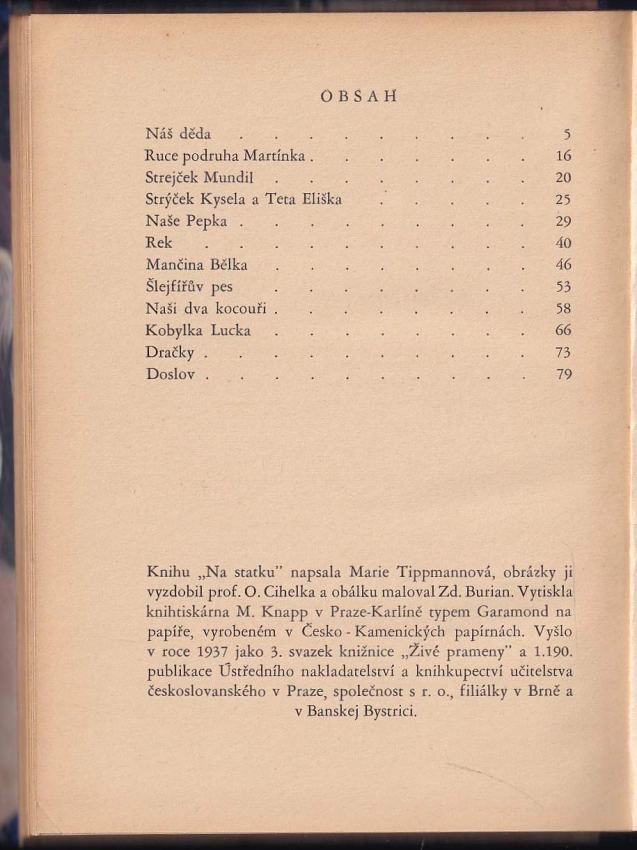 OBSAH
Náš děda . . . . . . . . . 5
Ruce podruha Martínka . . . . . . . 16
Strejček Mundil . . . . . . . . 20
Strýček Kysela a Teta Eliška . . . . . 25
Naše Pepka . . . . . . . . . 29
Rek . . . . . . . . . . 40
Mančina Bělka . . . . . . . . 46
Šlejfířův pes . . . . . . . . 53
Naši dva kocouři . . . . . . . . 58
Kobylka Lucka . . . . . . . . 66
Dračky . . . . . . . . . . 73
Doslov . . . . . . . . . . 79
Knihu „Na statku” napsala Marie Tippmannová, obrázky ji
vyzdobil prof. O. Cihelka a obálku maloval Zd. Burian. Vytiskla
knihtiskárna M. Knapp v Praze-Karlíně typem Garamond na
papíře, vyrobeném v Česko - Kamenických papírnách. Vyšlo
v roce 1937 jako 3. svazek knižnice „Živé prameny” a 1.190.
publikace Ústředního nakladatelství a knihkupectví učitelstva
československého v Praze, společnost s r. o., filiálky v Brně a
v Banskej Bystrici.